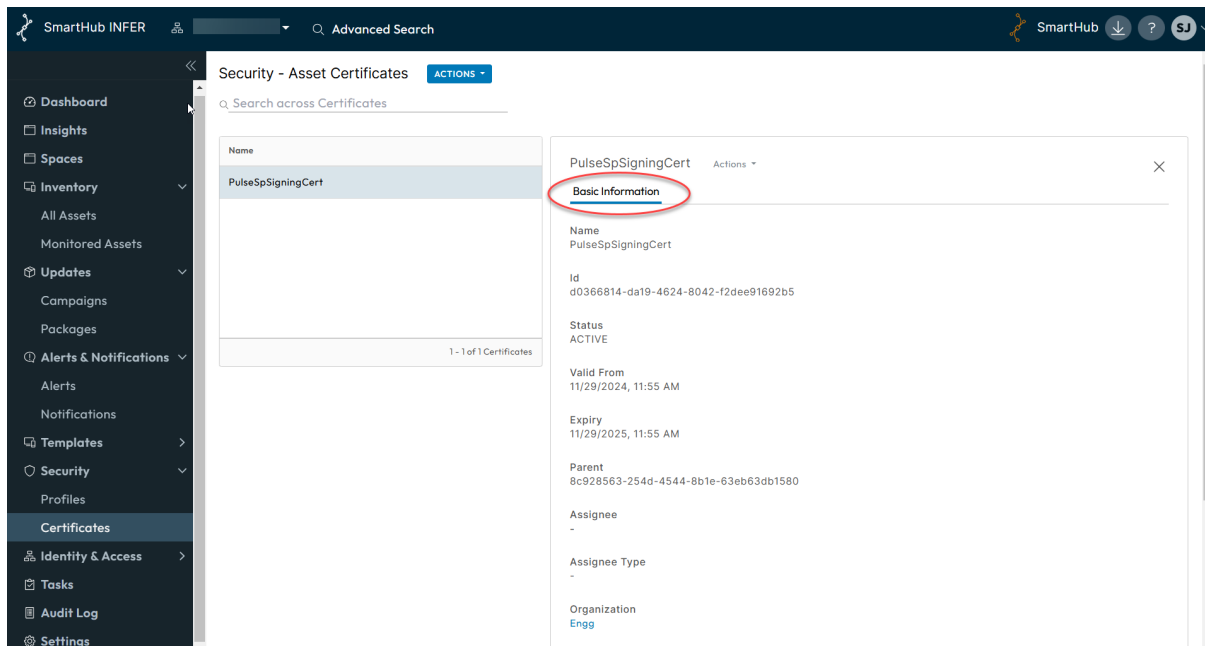 SmartHub INFER
Advanced Search
SmartHub
?
SJ
Dashboard
Insights
Spaces
Inventory
All Assets
Monitored Assets
Updates
Campaigns
Packages
Alerts & Notifications
Alerts
Notifications
Templates
Security
Profiles
Certificates
Identity & Access
Tasks
Audit Log
Settings
Security - Asset Certificates
ACTIONS
Search across Certificates
Name
PulseSpSigningCert
1 - 1 of 1 Certificates
PulseSpSigningCert Actions
Basic Information
Name
PulseSpSigningCert
Id
d0366814-da19-4624-8042-f2dee91692b5
Status
ACTIVE
Valid From
11/29/2024, 11:55 AM
Expiry
11/29/2025, 11:55 AM
Parent
8c928563-254d-4544-8b1e-63eb63db1580
Assignee
-
Assignee Type
-
Organization
Engg